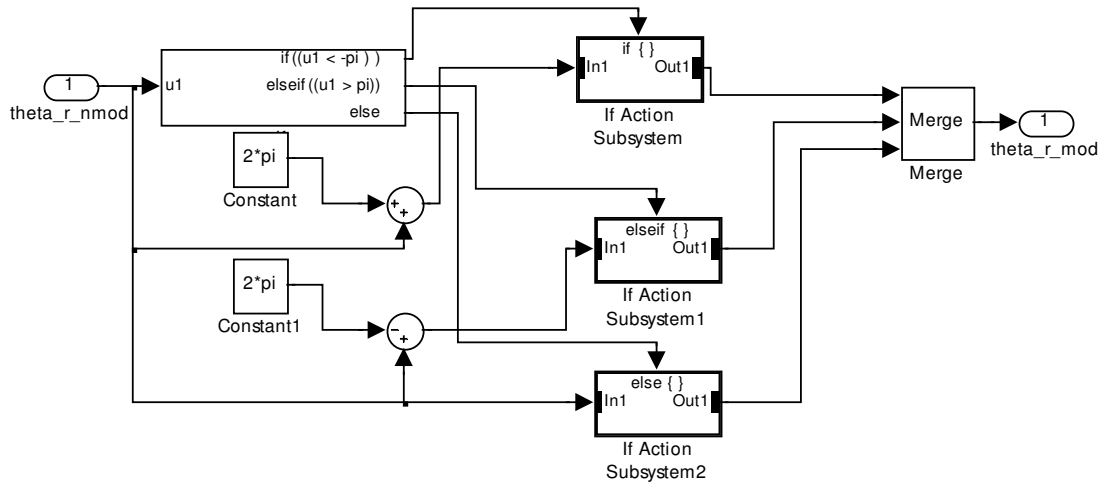 1
theta_r_nmod
u1
if((u1 < -pi ) )
elseif((u1 > pi))
else
if { }
In1
Out1
If Action
Subsystem
2*pi
Constant
+
+
elseif { }
In1
Out1
If Action
Subsystem1
2*pi
Constant1
−
+
else { }
In1
Out1
If Action
Subsystem2
Merge
Merge
1
theta_r_mod